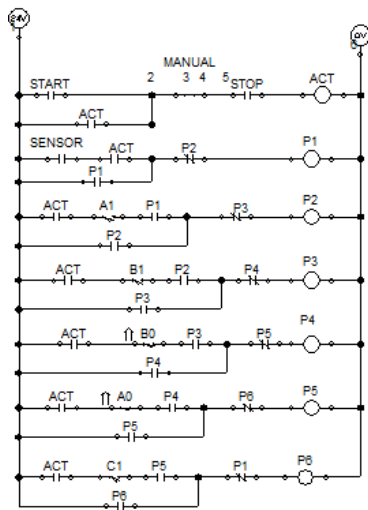 24V 0V
MANUAL
START 2 3 4 5 STOP ACT
ACT
SENSOR ACT P2 P1
P1
ACT A1 P1 P3 P2
P2
ACT B1 P2 P4 P3
P3
ACT B0 P3 P5 P4
P4
ACT A0 P4 P6 P5
P5
ACT C1 P5 P1 P6
P6